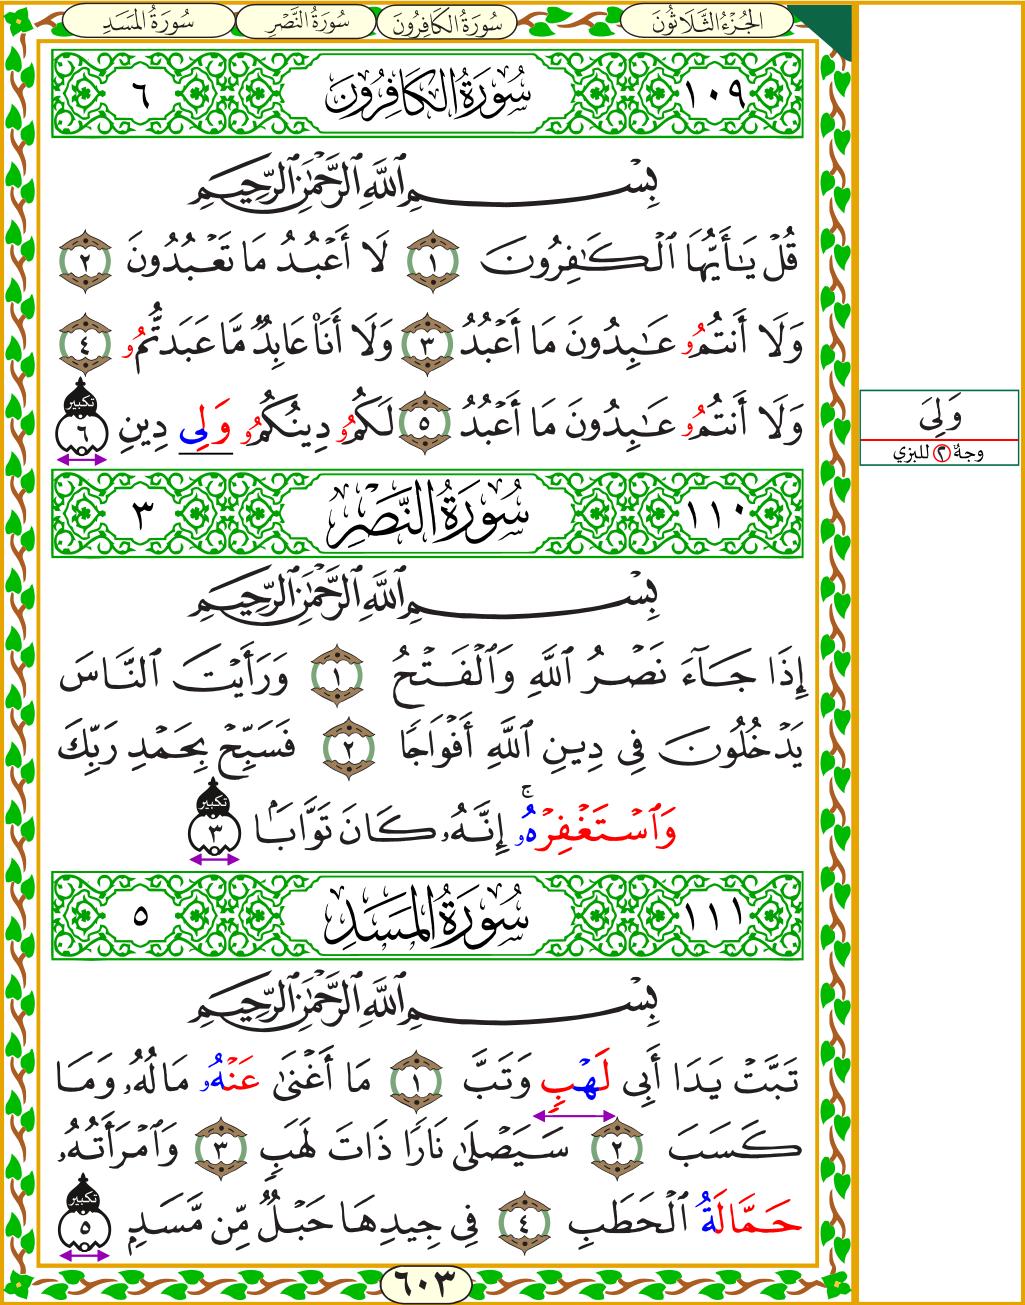 الجُزْءُ الثَّلَاثُونَ سُورَةُ الكَافِرُونَ سُورَةُ النَّصْرِ سُورَةُ المَسَدِ
١٠٩ سُورَةُ الكَافِرُونَ ٦
بِسْمِ ٱللَّهِ ٱلرَّحْمَٰنِ ٱلرَّحِيمِ
قُلْ يَٰٓأَيُّهَا ٱلْكَٰفِرُونَ ١ لَا أَعْبُدُ مَا تَعْبُدُونَ ٢
وَلَا أَنتُمُۥ عَٰبِدُونَ مَا أَعْبُدُ ٣ وَلَا أَنَا۠ عَابِدٌ مَّا عَبَدتُّمُۥ ٤
وَلَا أَنتُمُۥ عَٰبِدُونَ مَا أَعْبُدُ ٥ لَكُمُۥ دِينُكُمُۥ وَلِى دِينِ ٦ تكبير
وَلِىَ
وجهٌ ٢ للبزي
١١٠ سُورَةُ النَّصْرِ ٣
بِسْمِ ٱللَّهِ ٱلرَّحْمَٰنِ ٱلرَّحِيمِ
إِذَا جَآءَ نَصْرُ ٱللَّهِ وَٱلْفَتْحُ ١ وَرَأَيْتَ ٱلنَّاسَ
يَدْخُلُونَ فِى دِينِ ٱللَّهِ أَفْوَاجًا ٢ فَسَبِّحْ بِحَمْدِ رَبِّكَ
وَٱسْتَغْفِرْهُۥ ۚ إِنَّهُۥ كَانَ تَوَّابًۢا ٣ تكبير
١١١ سُورَةُ المَسَدِ ٥
بِسْمِ ٱللَّهِ ٱلرَّحْمَٰنِ ٱلرَّحِيمِ
تَبَّتْ يَدَا أَبِى لَهْبٍ وَتَبَّ ١ مَا أَغْنَىٰ عَنْهُۥ مَالُهُۥ وَمَا
كَسَبَ ٢ سَيَصْلَىٰ نَارًا ذَاتَ لَهَبٍ ٣ وَٱمْرَأَتُهُۥ
حَمَّالَةُ ٱلْحَطَبِ ٤ فِى جِيدِهَا حَبْلٌ مِّن مَّسَدٍۭ ٥ تكبير
٦٠٣